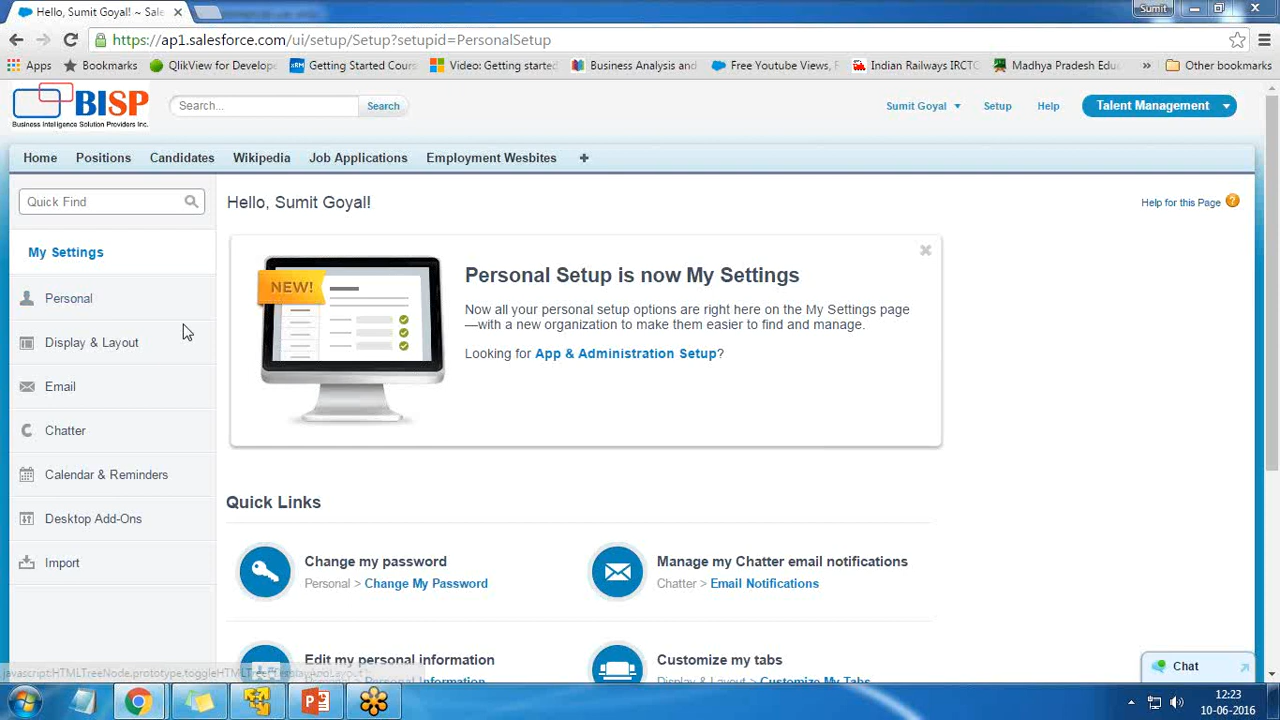 Hello, Sumit Goyal! ~ Sale
Sumit
https://ap1.salesforce.com/ui/setup/Setup?setupid=PersonalSetup
Apps
Bookmarks
QlikView for Develope
Getting Started Cours
Video: Getting started
Business Analysis and
Free Youtube Views, F
Indian Railways IRCTC
Madhya Pradesh Educ
»
Other bookmarks
BISP
Business Intelligence Solution Providers Inc.
Search...
Search
Sumit Goyal
Setup
Help
Talent Management
Home
Positions
Candidates
Wikipedia
Job Applications
Employment Wesbites
+
Quick Find
Hello, Sumit Goyal!
Help for this Page
?
My Settings
Personal
Display & Layout
Email
Chatter
Calendar & Reminders
Desktop Add-Ons
Import
NEW!
Personal Setup is now My Settings
Now all your personal setup options are right here on the My Settings page
—with a new organization to make them easier to find and manage.
Looking for App & Administration Setup?
Quick Links
Change my password
Personal > Change My Password
Manage my Chatter email notifications
Chatter > Email Notifications
Edit my personal information
Personal Information
Customize my tabs
Display & Layout > Customize My Tabs
Chat
12:23
10-06-2016